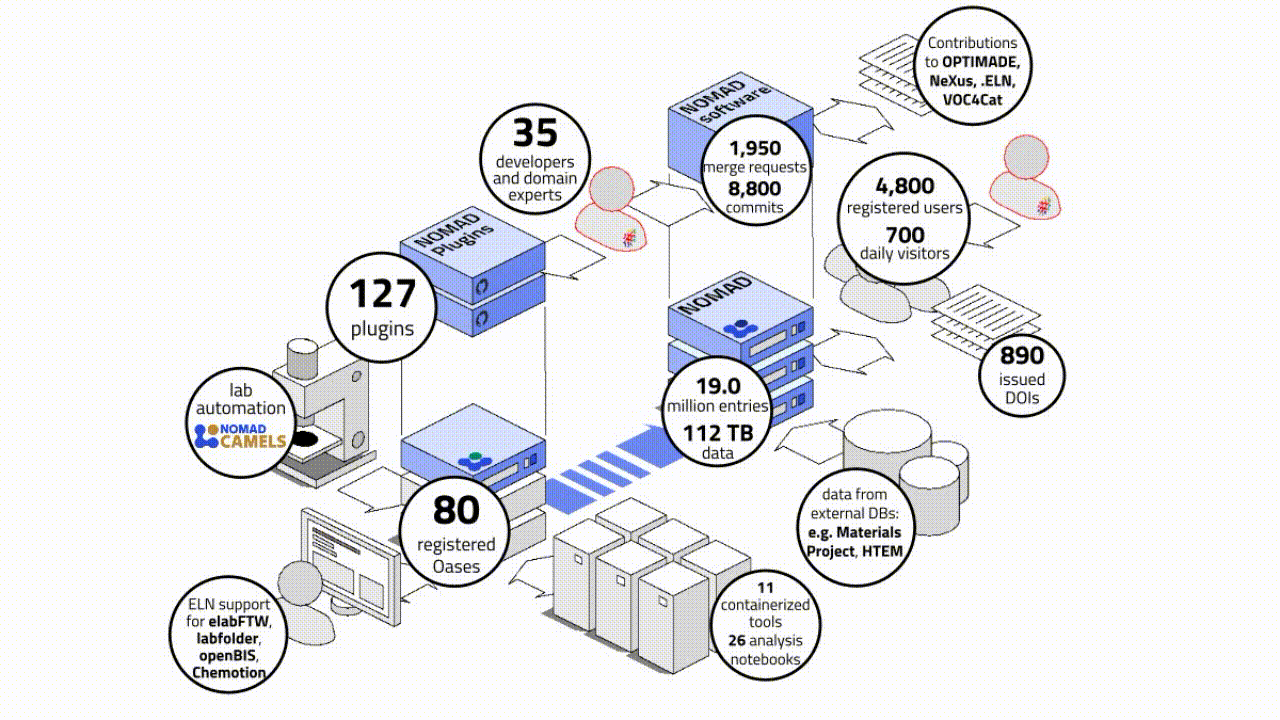 Contributions
to OPTIMADE,
NeXus, .ELN,
VOC4Cat
NOMAD
software
1,950
merge requests
8,800
commits
35
developers
and domain
experts
4,800
registered users
700
daily visitors
NOMAD
Plugins
127
plugins
NOMAD
19.0
million entries
112 TB
data
890
issued
DOIs
lab
automation
NOMAD
CAMELS
80
registered
Oases
data from
external DBs:
e.g. Materials
Project, HTEM
ELN support
for elabFTW,
labfolder,
openBIS,
Chemotion
11
containerized
tools
26 analysis
notebooks